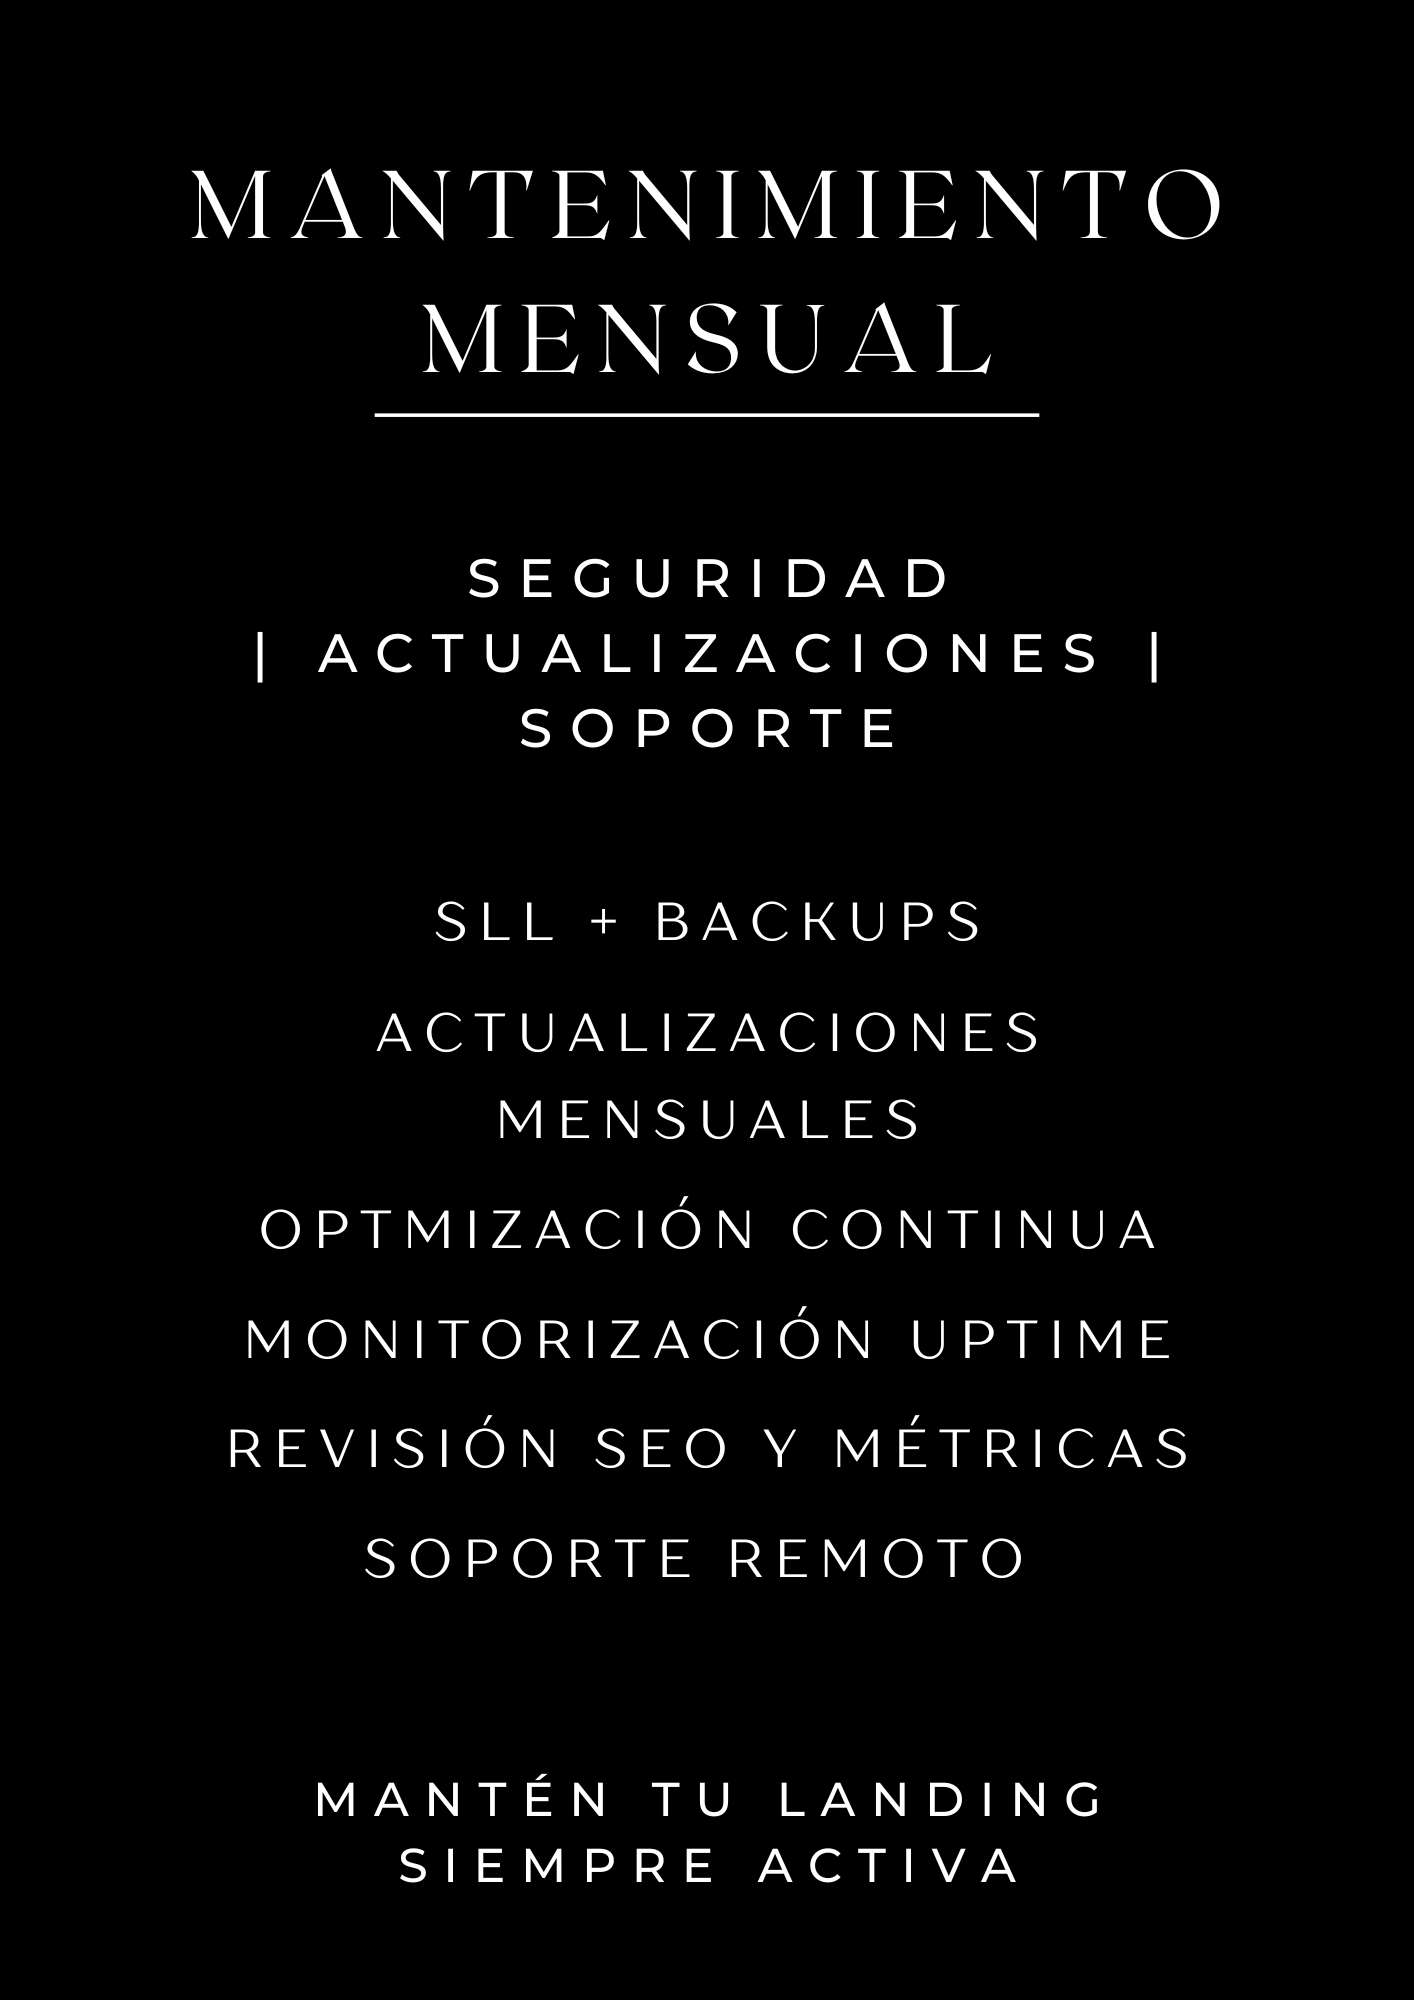 MANTENIMIENTO
MENSUAL
SEGURIDAD
| ACTUALIZACIONES |
SOPORTE
SLL + BACKUPS
ACTUALIZACIONES
MENSUALES
OPTMIZACIÓN CONTINUA
MONITORIZACIÓN UPTIME
REVISIÓN SEO Y MÉTRICAS
SOPORTE REMOTO
MANTÉN TU LANDING
SIEMPRE ACTIVA